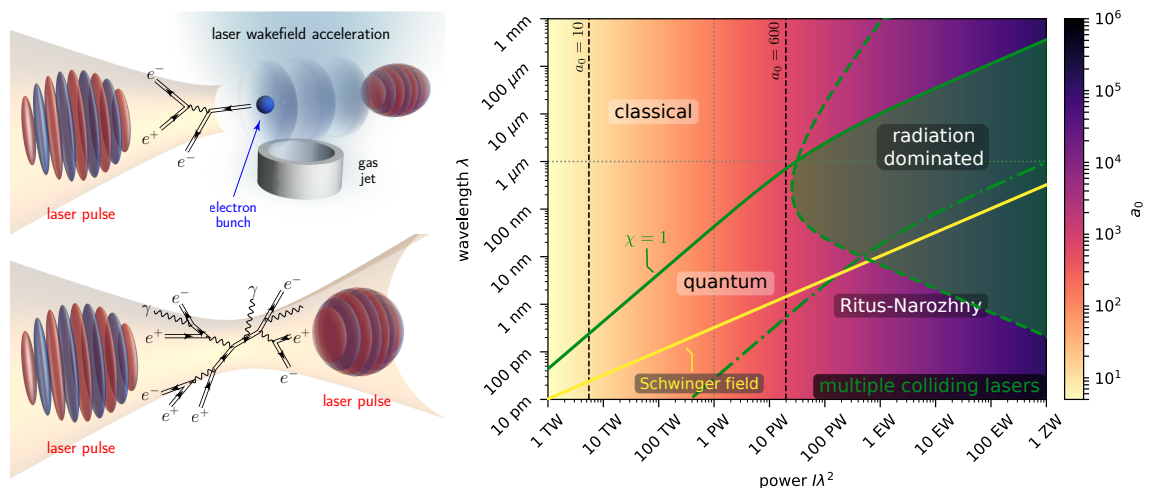 laser wakefield acceleration
e⁻
e⁺
e⁻
gas
jet
electron
bunch
laser pulse
γ
e⁻
γ
e⁻
e⁺
e⁺
e⁻
e⁻
e⁺
e⁺
laser pulse
laser pulse
wavelength λ
1 mm
100 μm
10 μm
1 μm
100 nm
10 nm
1 nm
100 pm
10 pm
a₀ = 10
a₀ = 600
classical
radiation
dominated
χ = 1
quantum
Ritus-Narozhny
Schwinger field
multiple colliding lasers
1 TW
10 TW
100 TW
1 PW
10 PW
100 PW
1 EW
10 EW
100 EW
1 ZW
power Iλ²
10⁶
10⁵
10⁴
10³
10²
10¹
a₀